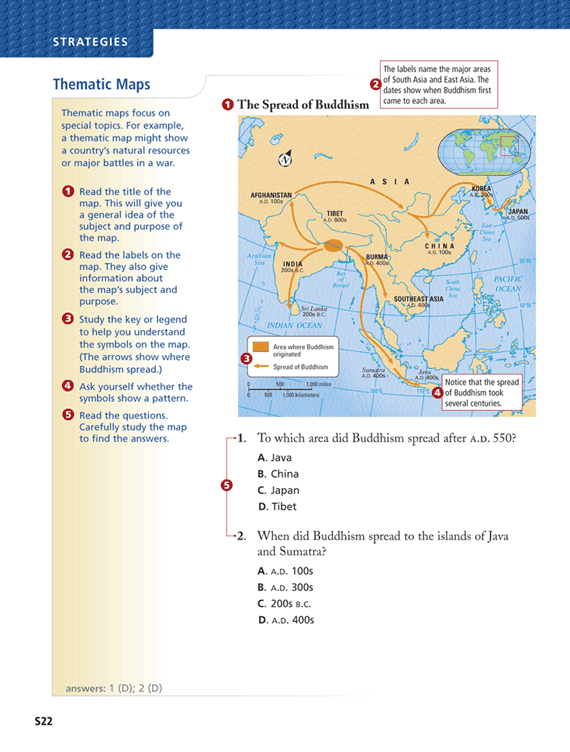 STRATEGIES
Thematic Maps
Thematic maps focus on
special topics. For example,
a thematic map might show
a country's natural resources
or major battles in a war.
1 Read the title of the
map. This will give you
a general idea of the
subject and purpose of
the map.
2 Read the labels on the
map. They also give
information about
the map's subject and
purpose.
3 Study the key or legend
to help you understand
the symbols on the map.
(The arrows show where
Buddhism spread.)
4 Ask yourself whether the
symbols show a pattern.
5 Read the questions.
Carefully study the map
to find the answers.
1 The Spread of Buddhism
2
The labels name the major areas
of South Asia and East Asia. The
dates show when Buddhism first
came to each area.
N
ASIA
AFGHANISTAN
A.D. 100s
TIBET
A.D. 600s
KOREA
A.D. 300s
JAPAN
A.D. 500s
CHINA
A.D. 100s
East
China
Sea
Arabian
Sea
INDIA
200s B.C.
BURMA
A.D. 400s
Bay
of
Bengal
South
China
Sea
PACIFIC
OCEAN
20°N
10°N
SOUTHEAST ASIA
A.D. 400s
Sri Lanka
200s B.C.
INDIAN OCEAN
3
Area where Buddhism
originated
Spread of Buddhism
0 500 1,000 miles
0 500 1,000 kilometers
Sumatra
A.D. 400s
Java
A.D. 400s
100°E
110°E
4
Notice that the spread
of Buddhism took
several centuries.
5
1. To which area did Buddhism spread after A.D. 550?
A. Java
B. China
C. Japan
D. Tibet
2. When did Buddhism spread to the islands of Java
and Sumatra?
A. A.D. 100s
B. A.D. 300s
C. 200s B.C.
D. A.D. 400s
answers: 1 (D); 2 (D)
S22